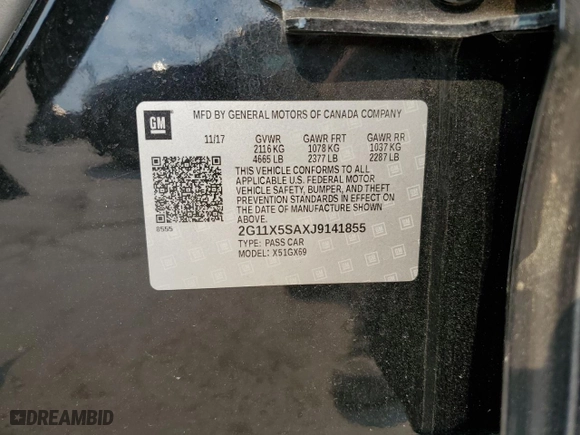 MFD BY GENERAL MOTORS OF CANADA COMPANY
GM
11/17 GVWR GAWR FRT GAWR RR
2116 KG 1078 KG 1037 KG
4665 LB 2377 LB 2287 LB
THIS VEHICLE CONFORMS TO ALL
APPLICABLE U.S. FEDERAL MOTOR
VEHICLE SAFETY, BUMPER, AND THEFT
PREVENTION STANDARDS IN EFFECT ON
THE DATE OF MANUFACTURE SHOWN
ABOVE.
8555
2G11X5SAXJ9141855
TYPE: PASS CAR
MODEL: X51GX69
DREAMBID